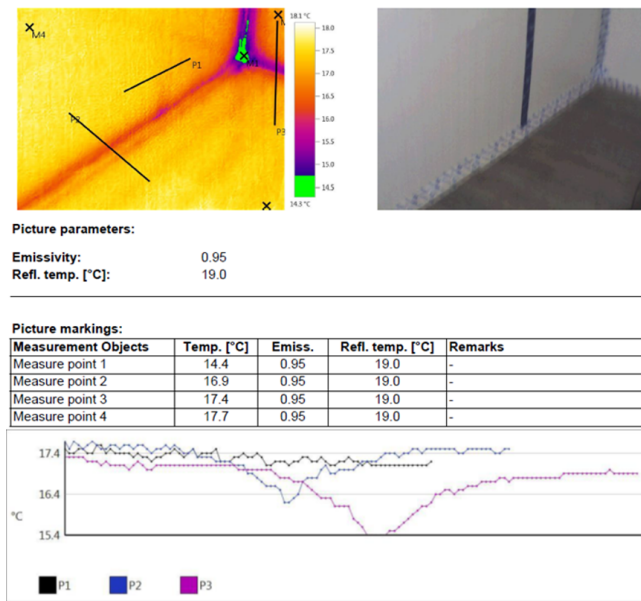 18.1 °C
M4
M1
P1
P2
P3
18.0
17.5
17.0
16.5
16.0
15.5
15.0
14.5
14.3 °C
Picture parameters:
Emissivity: 0.95
Refl. temp. [°C]: 19.0
Picture markings:
Measurement Objects Temp. [°C] Emiss. Refl. temp. [°C] Remarks
Measure point 1 14.4 0.95 19.0 -
Measure point 2 16.9 0.95 19.0 -
Measure point 3 17.4 0.95 19.0 -
Measure point 4 17.7 0.95 19.0 -
17.4
16.4
°C
15.4
P1 P2 P3